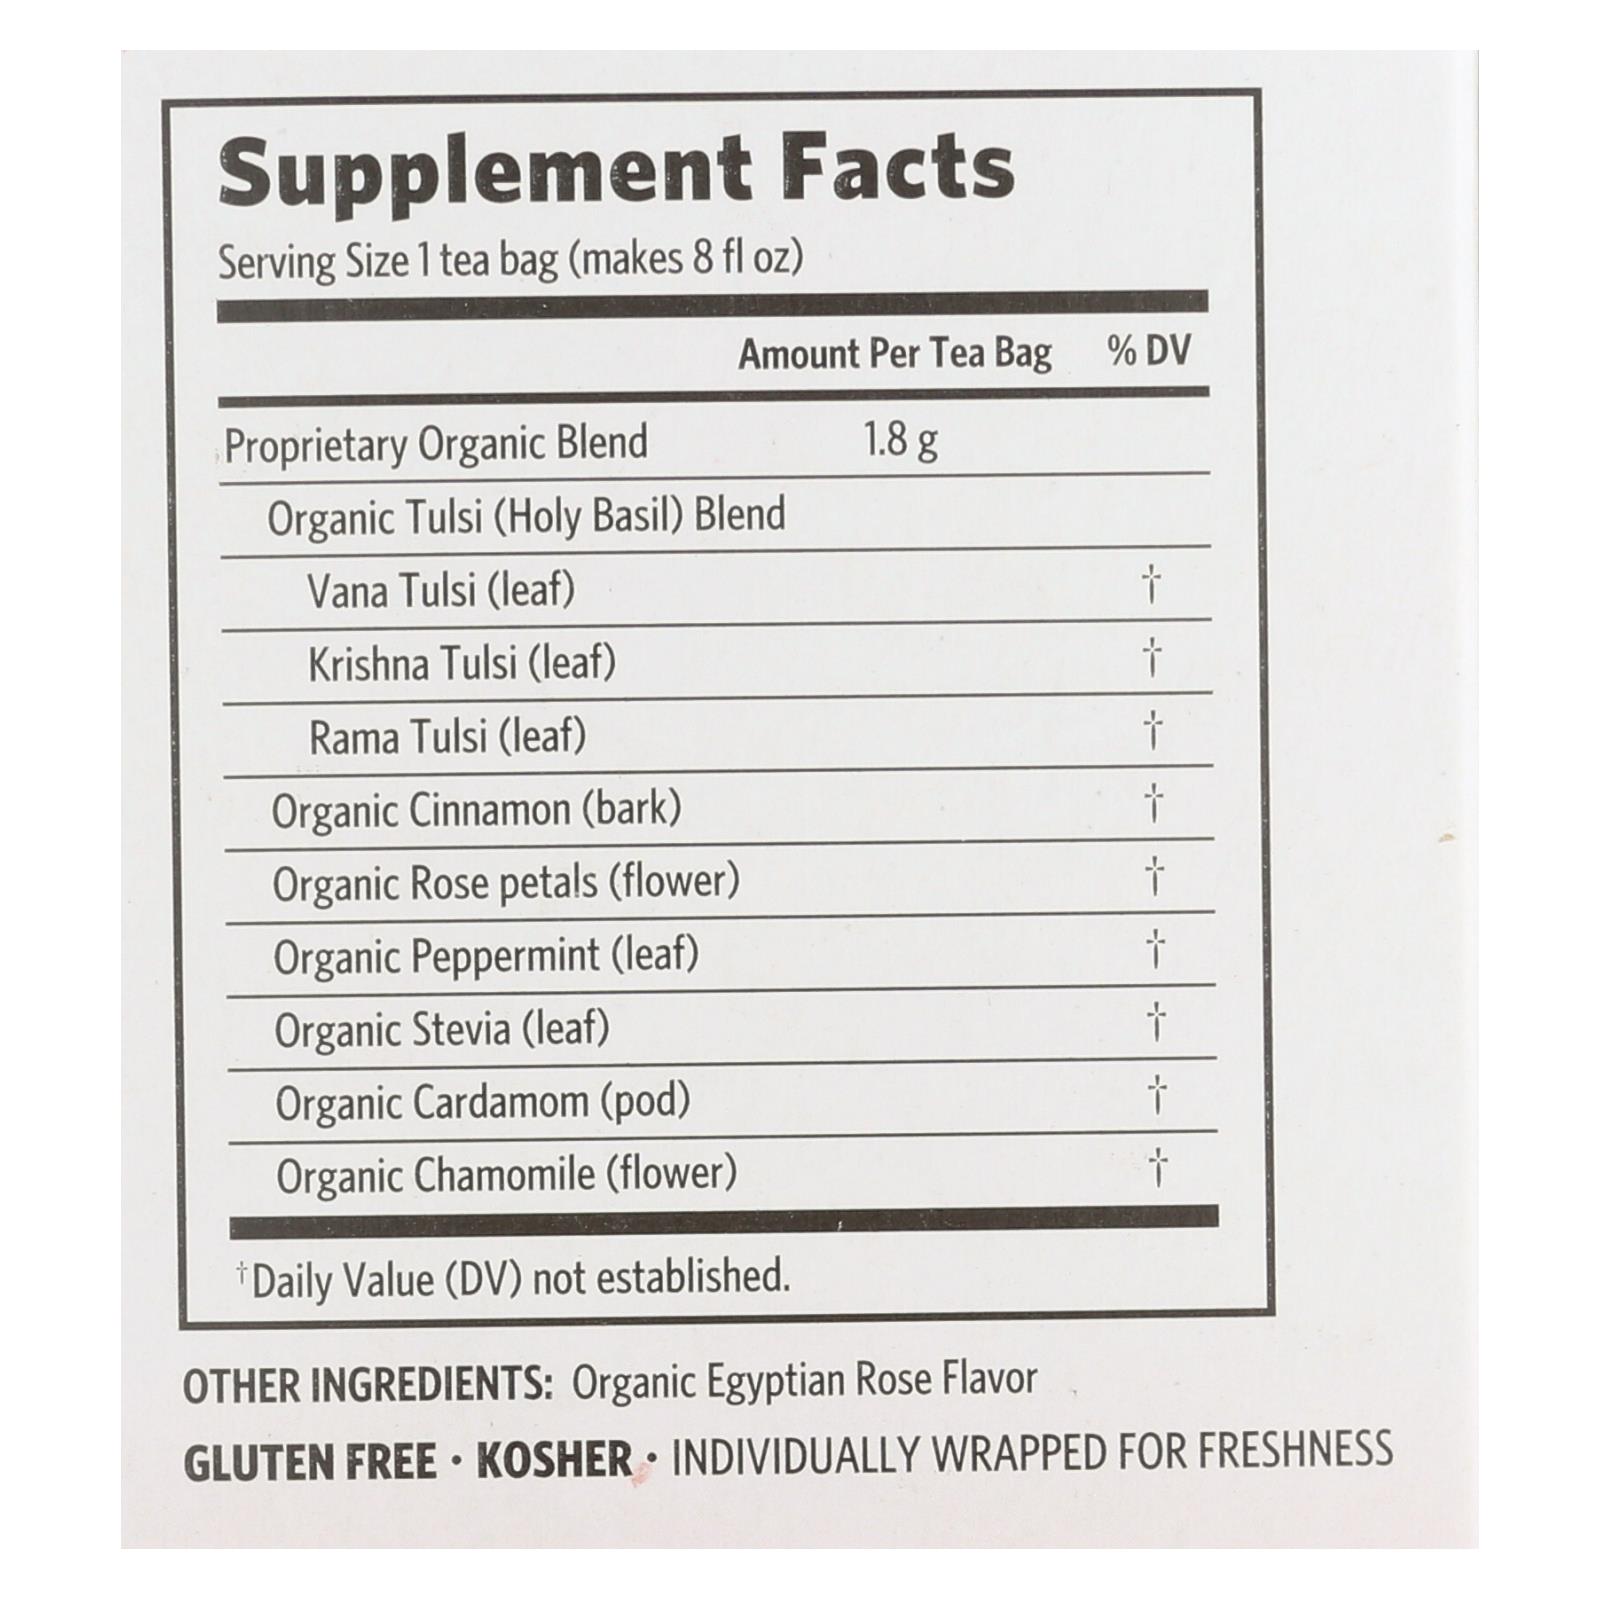 Supplement Facts
Serving Size 1 tea bag (makes 8 fl oz)
Amount Per Tea Bag % DV
Proprietary Organic Blend 1.8 g
Organic Tulsi (Holy Basil) Blend
Vana Tulsi (leaf) †
Krishna Tulsi (leaf) †
Rama Tulsi (leaf) †
Organic Cinnamon (bark) †
Organic Rose petals (flower) †
Organic Peppermint (leaf) †
Organic Stevia (leaf) †
Organic Cardamom (pod) †
Organic Chamomile (flower) †
†Daily Value (DV) not established.
OTHER INGREDIENTS: Organic Egyptian Rose Flavor
GLUTEN FREE • KOSHER • INDIVIDUALLY WRAPPED FOR FRESHNESS